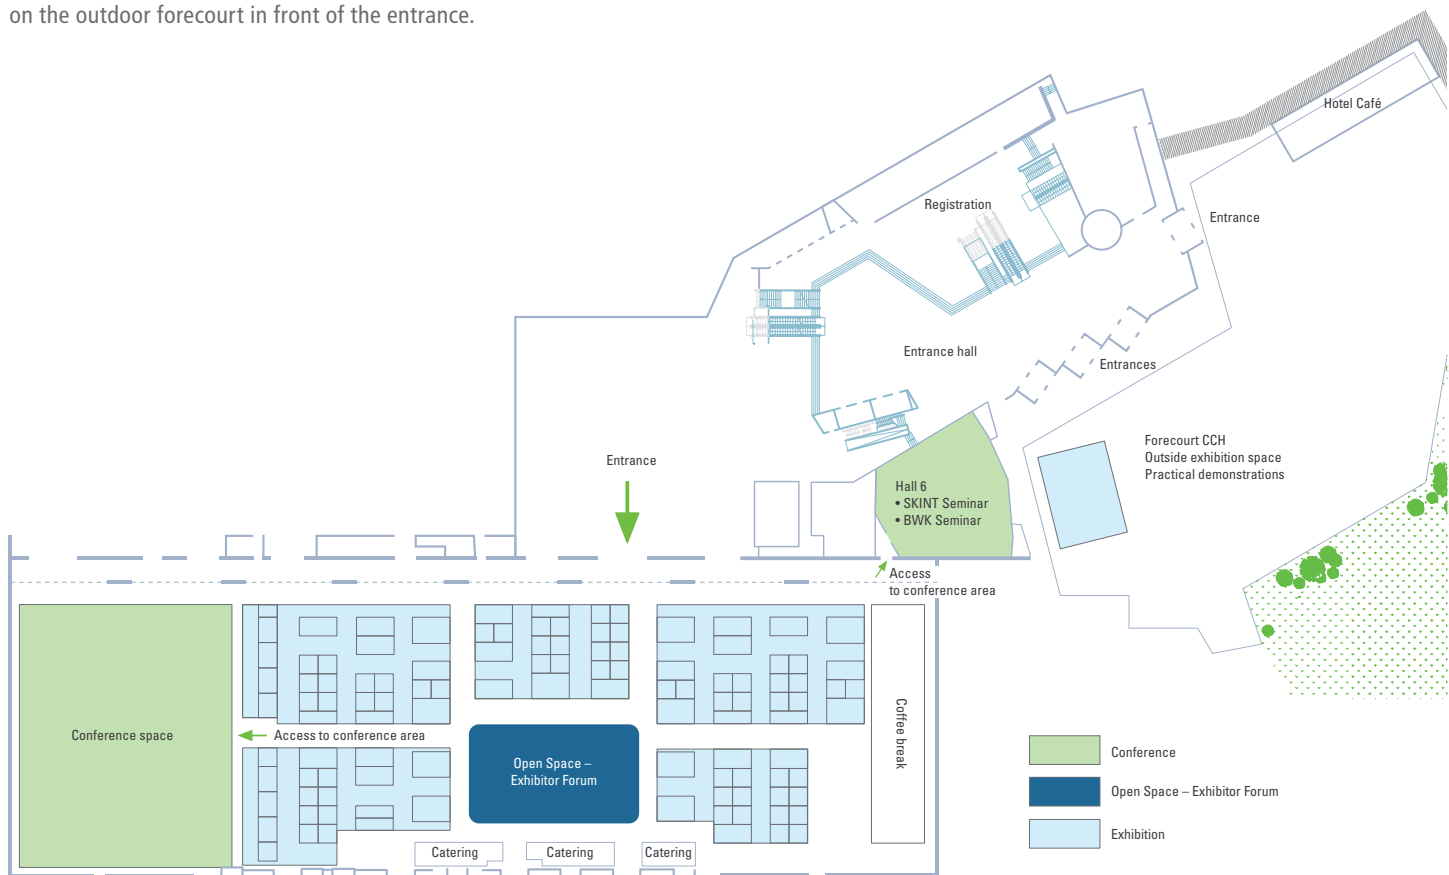 on the outdoor forecourt in front of the entrance.
Hotel Café
Registration
Entrance
Entrance hall
Entrances
Forecourt CCH
Outside exhibition space
Practical demonstrations
Entrance
Hall 6
• SKINT Seminar
• BWK Seminar
Access
to conference area
Conference space
Access to conference area
Open Space –
Exhibitor Forum
Coffee break
Conference
Open Space – Exhibitor Forum
Exhibition
Catering
Catering
Catering